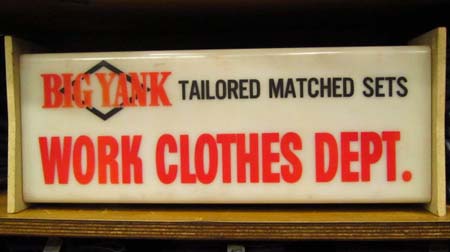 BIG YANK TAILORED MATCHED SETS
WORK CLOTHES DEPT.